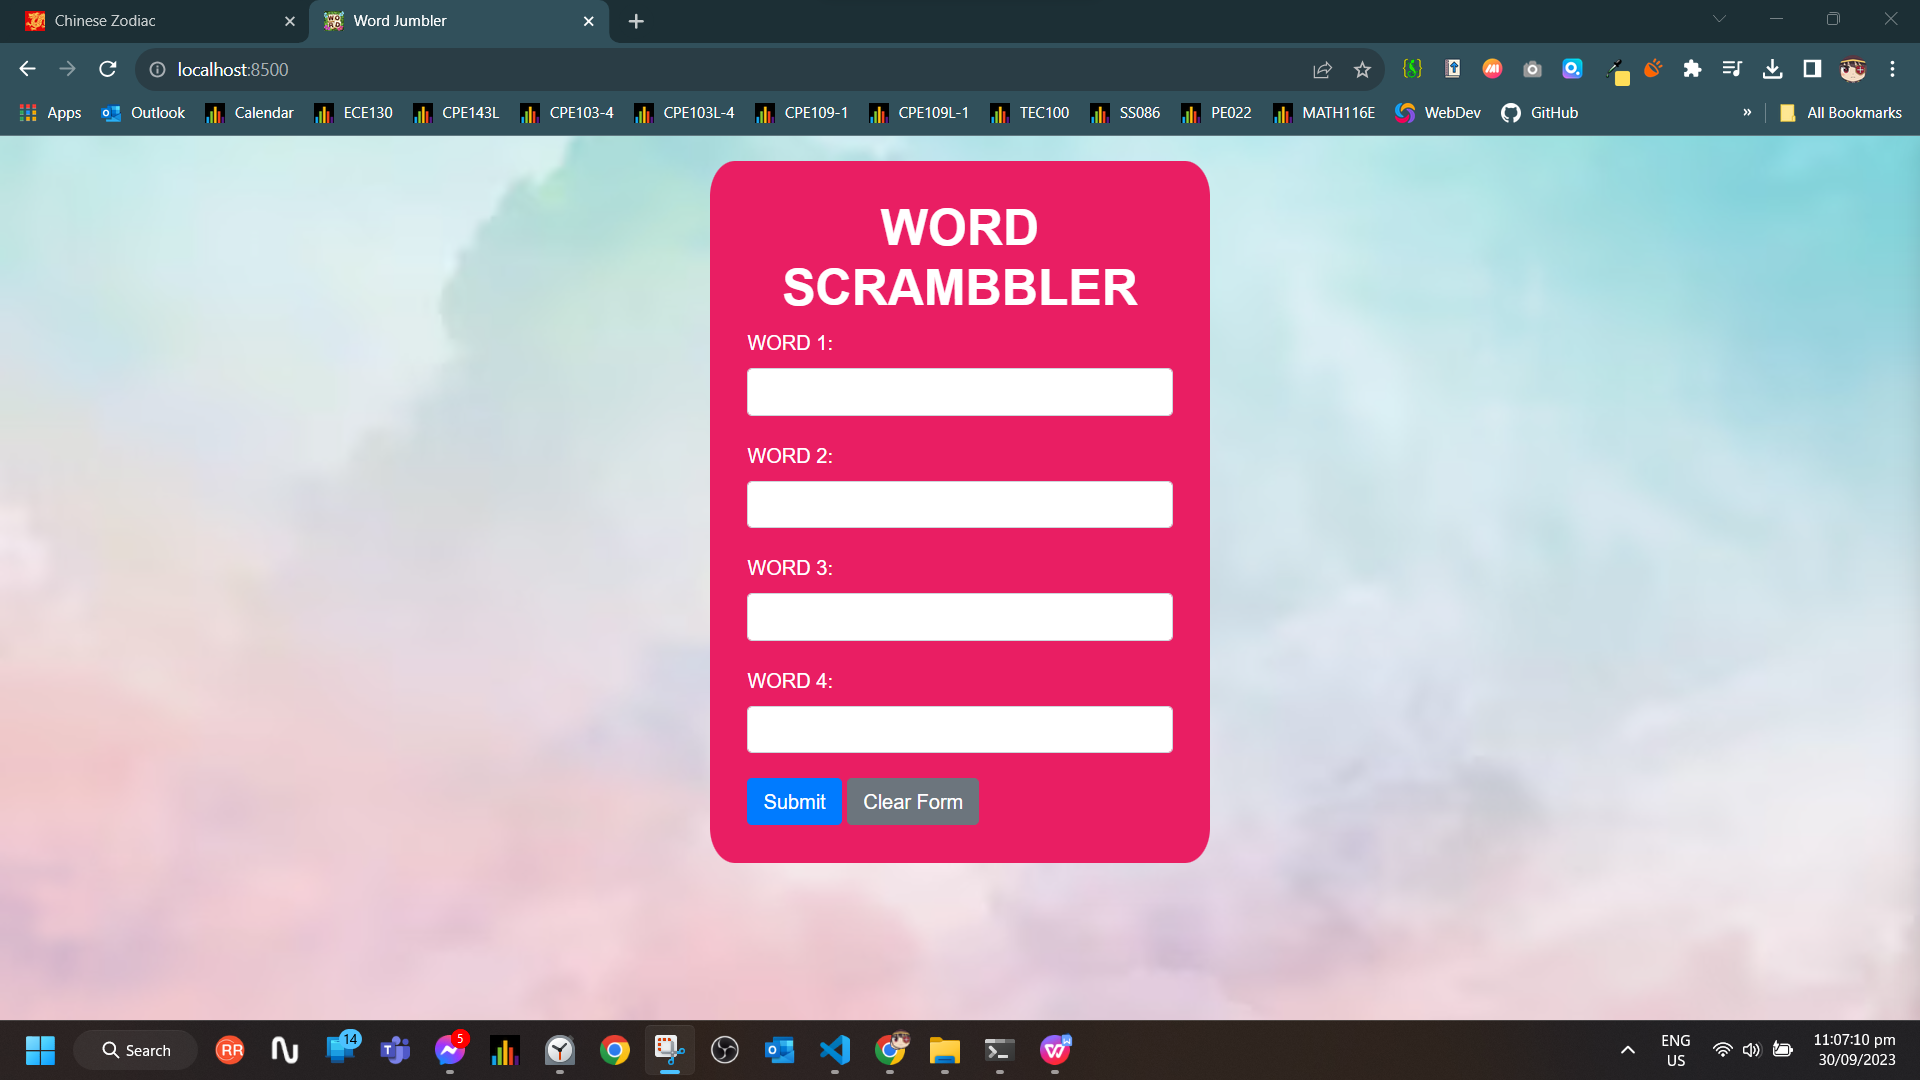 Chinese Zodiac
Word Jumbler
localhost:8500
Apps Outlook Calendar ECE130 CPE143L CPE103-4 CPE103L-4 CPE109-1 CPE109L-1 TEC100 SS086 PE022 MATH116E WebDev GitHub » All Bookmarks
WORD
SCRAMBBLER
WORD 1:
WORD 2:
WORD 3:
WORD 4:
Submit Clear Form
Search
RR
14
5
ENG
US
11:07:10 pm
30/09/2023